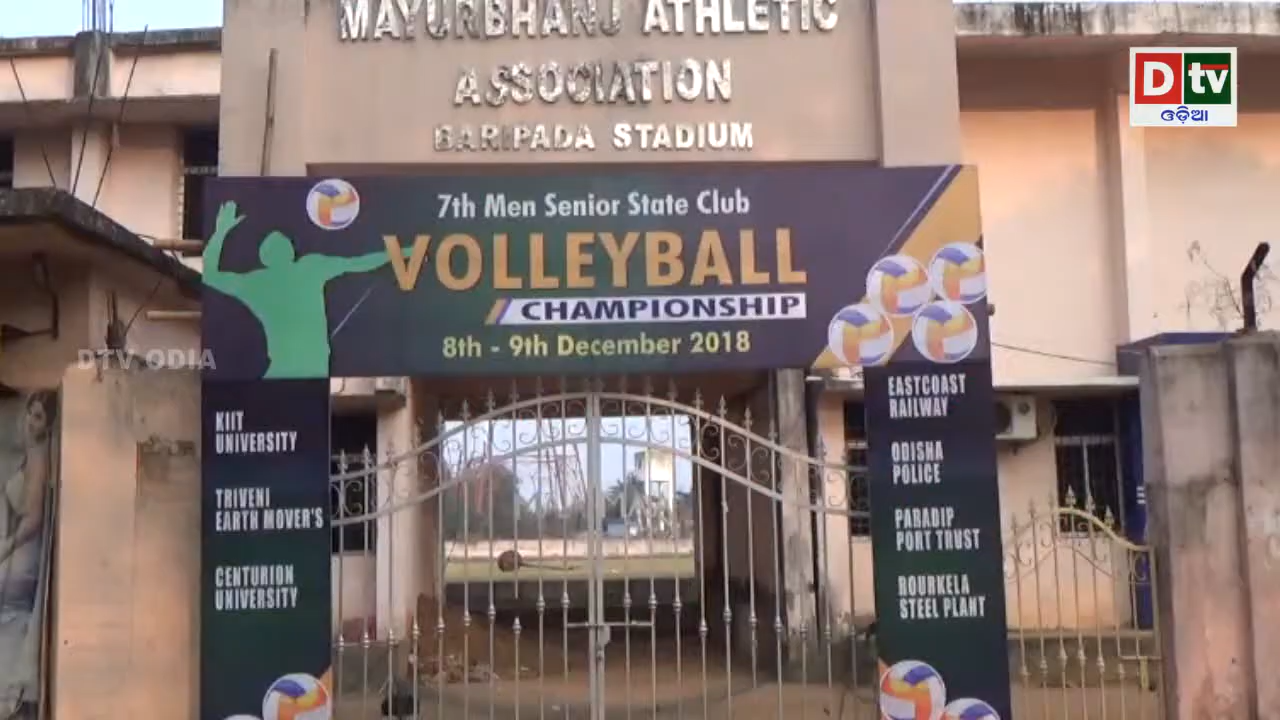 MAYURBHANJ ATHLETIC
ASSOCIATION
BARIPADA STADIUM
Dtv
ଓଡ଼ିଆ
7th Men Senior State Club
VOLLEYBALL
CHAMPIONSHIP
8th - 9th December 2018
DTV ODIA
KIIT
UNIVERSITY
TRIVENI
EARTH MOVER'S
CENTURION
UNIVERSITY
EASTCOAST
RAILWAY
ODISHA
POLICE
PARADIP
PORT TRUST
ROURKELA
STEEL PLANT